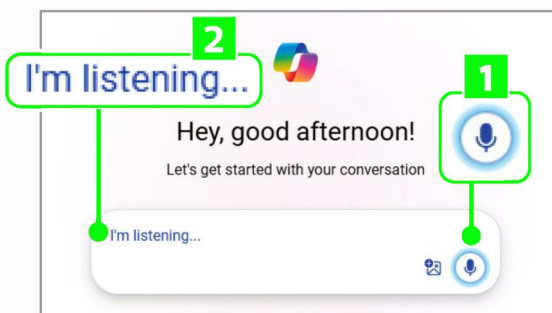 2
I'm listening...
1
Hey, good afternoon!
Let's get started with your conversation
I'm listening...